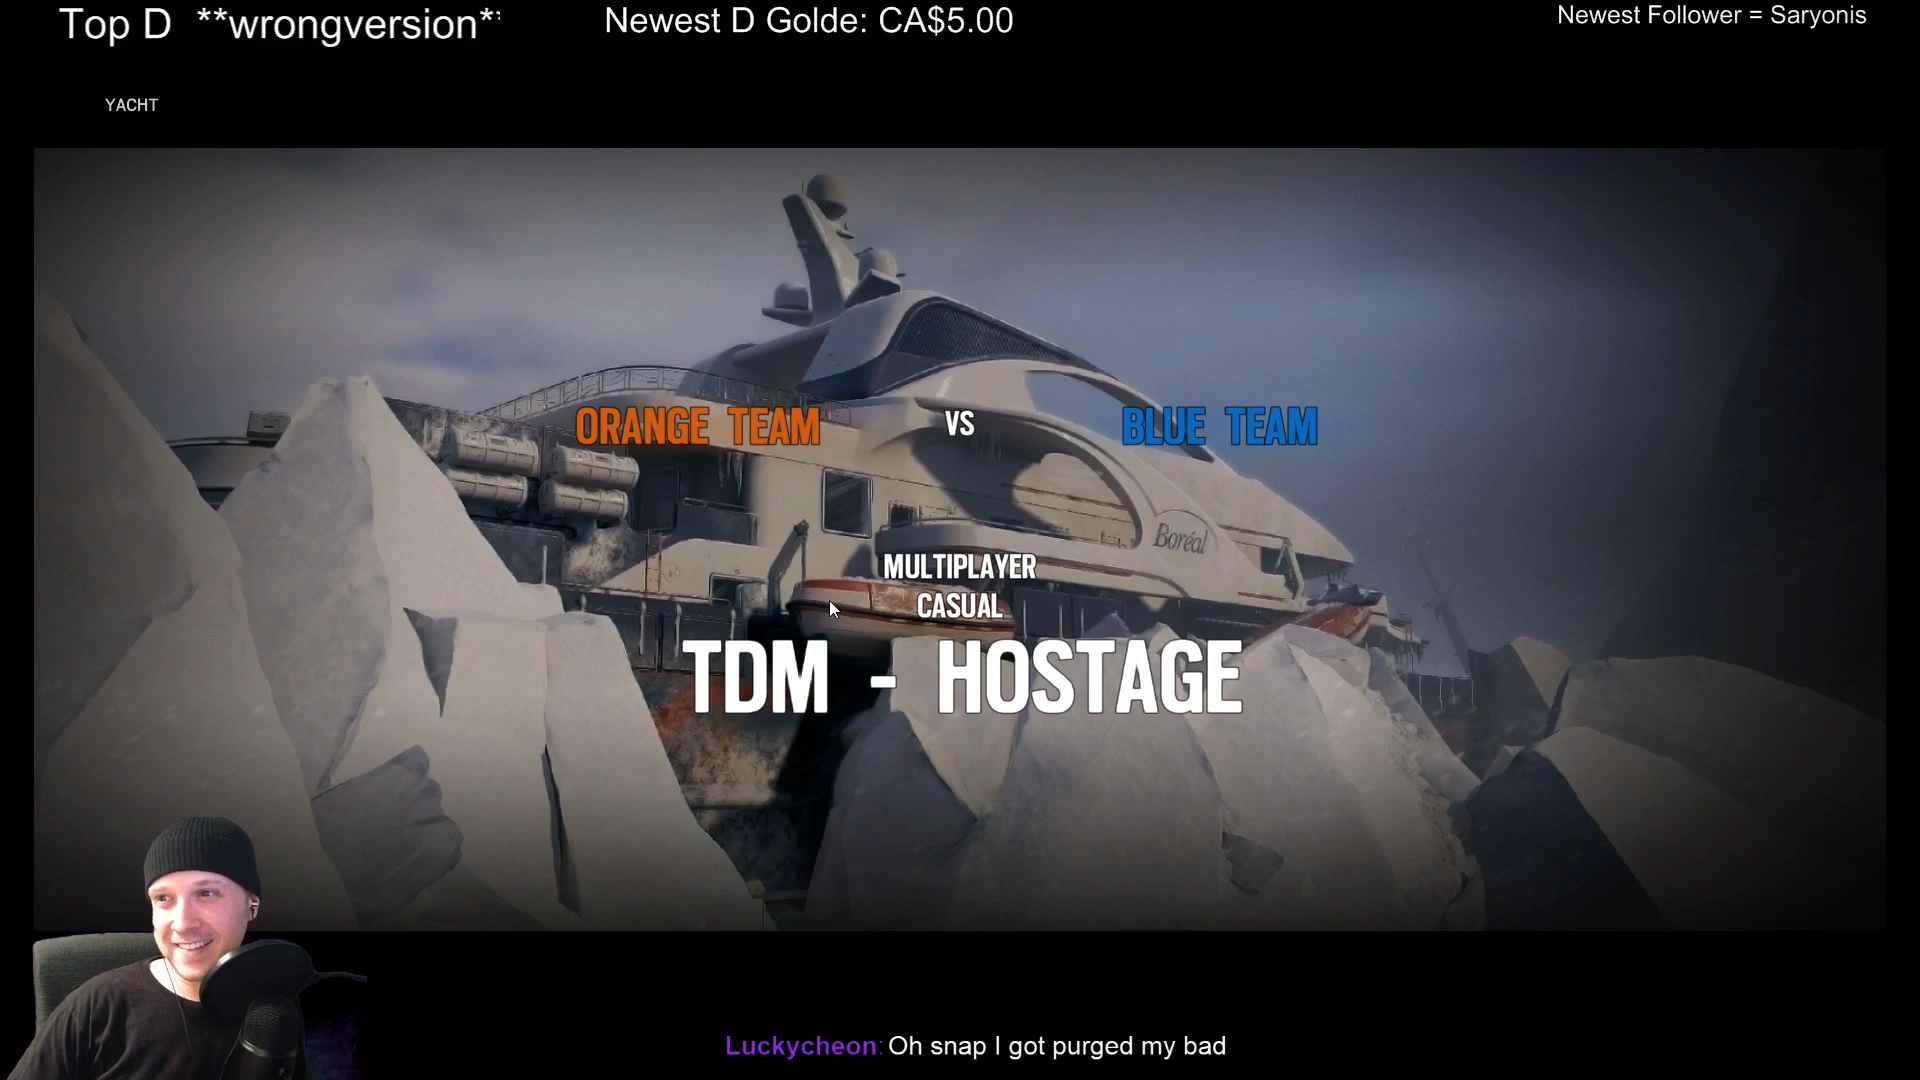 Top D **wrongversion**
Newest D Golde: CA$5.00
Newest Follower = Saryonis
YACHT
ORANGE TEAM VS BLUE TEAM
Boréal
MULTIPLAYER
CASUAL
TDM - HOSTAGE
Luckycheon: Oh snap I got purged my bad